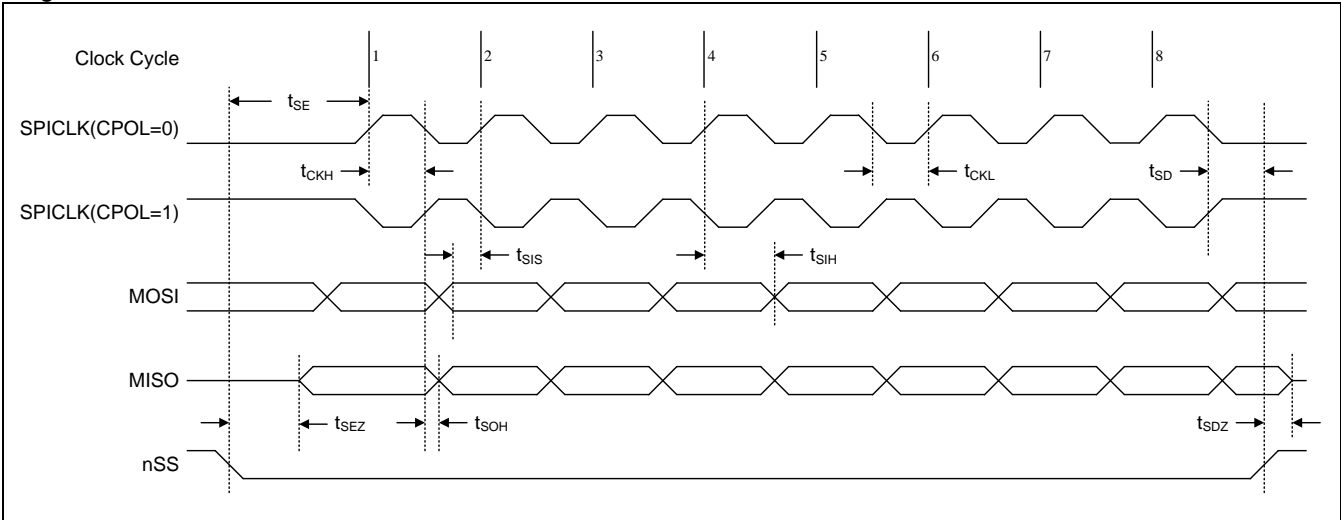 Clock Cycle 1 2 3 4 5 6 7 8
tSE
SPICLK(CPOL=0)
tCKH tCKL tSD
SPICLK(CPOL=1)
tSIS tSIH
MOSI
MISO
tSEZ tSOH tSDZ
nSS